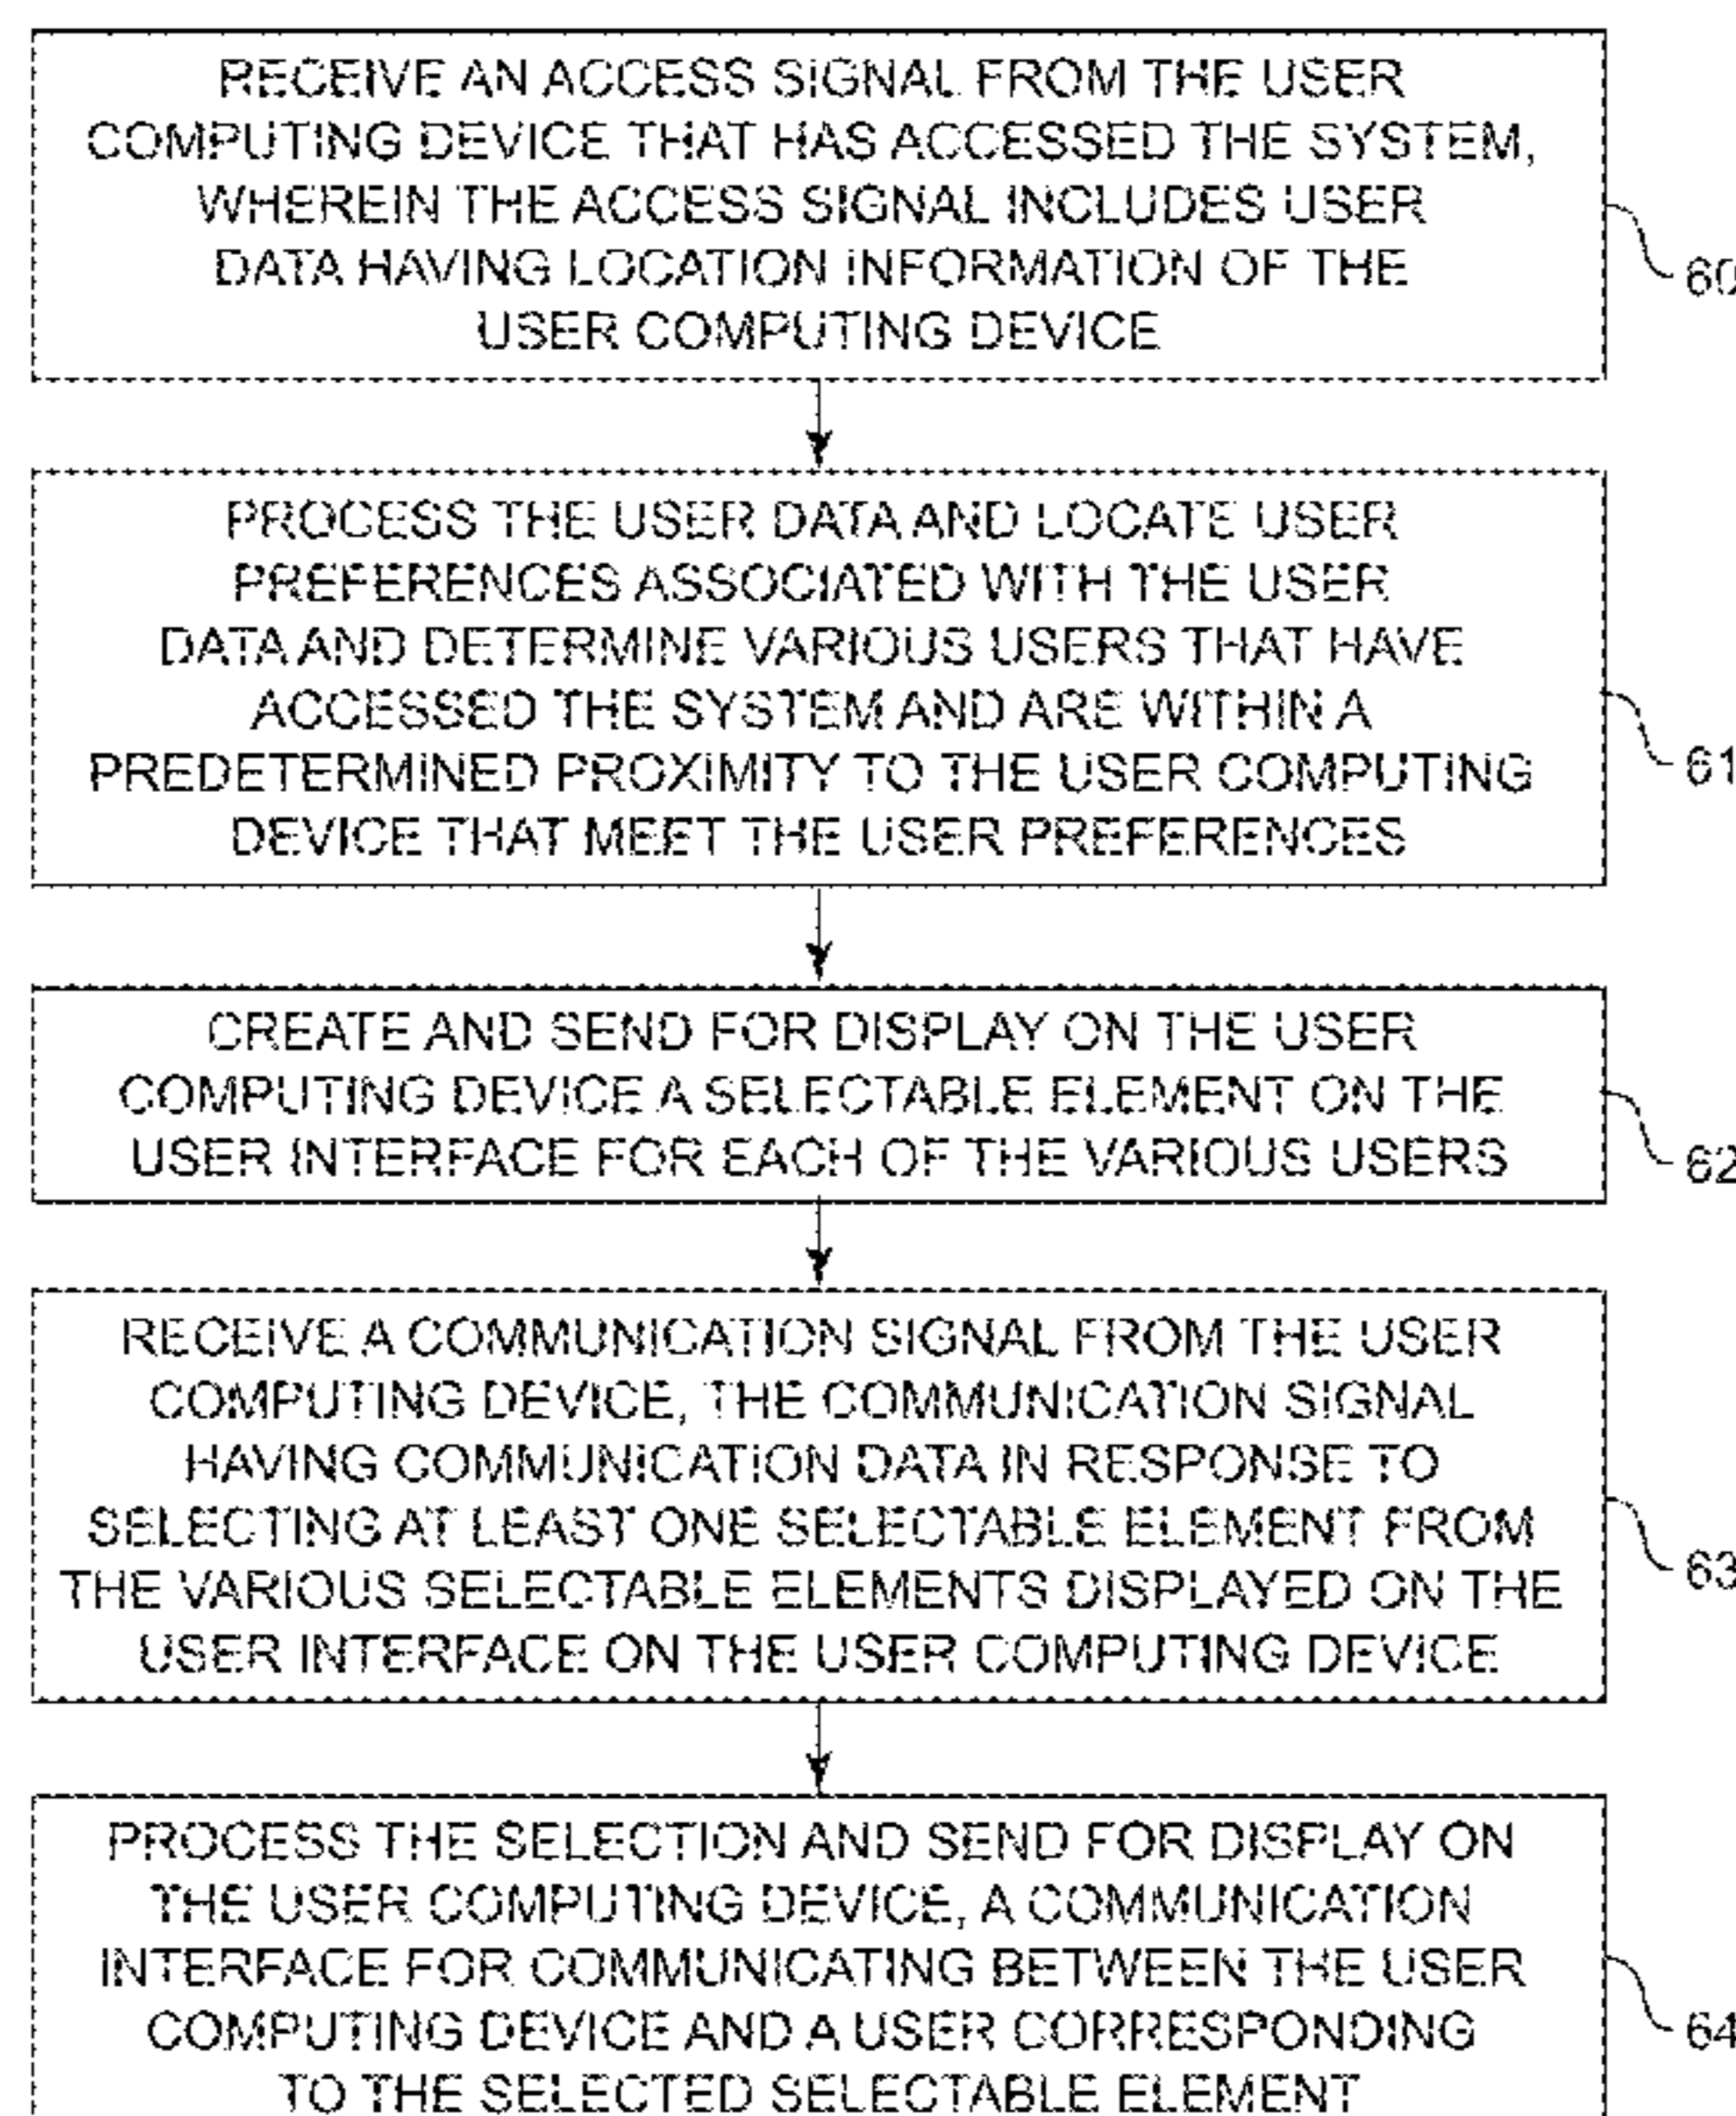 RECEIVE AN ACCESS SIGNAL FROM THE USER
COMPUTING DEVICE THAT HAS ACCESSED THE SYSTEM,
WHEREIN THE ACCESS SIGNAL INCLUDES USER
DATA HAVING LOCATION INFORMATION OF THE
USER COMPUTING DEVICE
60
PROCESS THE USER DATA AND LOCATE USER
PREFERENCES ASSOCIATED WITH THE USER
DATA AND DETERMINE VARIOUS USERS THAT HAVE
ACCESSED THE SYSTEM AND ARE WITHIN A
PREDETERMINED PROXIMITY TO THE USER COMPUTING
DEVICE THAT MEET THE USER PREFERENCES
61
CREATE AND SEND FOR DISPLAY ON THE USER
COMPUTING DEVICE A SELECTABLE ELEMENT ON THE
USER INTERFACE FOR EACH OF THE VARIOUS USERS
62
RECEIVE A COMMUNICATION SIGNAL FROM THE USER
COMPUTING DEVICE, THE COMMUNICATION SIGNAL
HAVING COMMUNICATION DATA IN RESPONSE TO
SELECTING AT LEAST ONE SELECTABLE ELEMENT FROM
THE VARIOUS SELECTABLE ELEMENTS DISPLAYED ON THE
USER INTERFACE ON THE USER COMPUTING DEVICE
63
PROCESS THE SELECTION AND SEND FOR DISPLAY ON
THE USER COMPUTING DEVICE, A COMMUNICATION
INTERFACE FOR COMMUNICATING BETWEEN THE USER
COMPUTING DEVICE AND A USER CORRESPONDING
TO THE SELECTED SELECTABLE ELEMENT
64